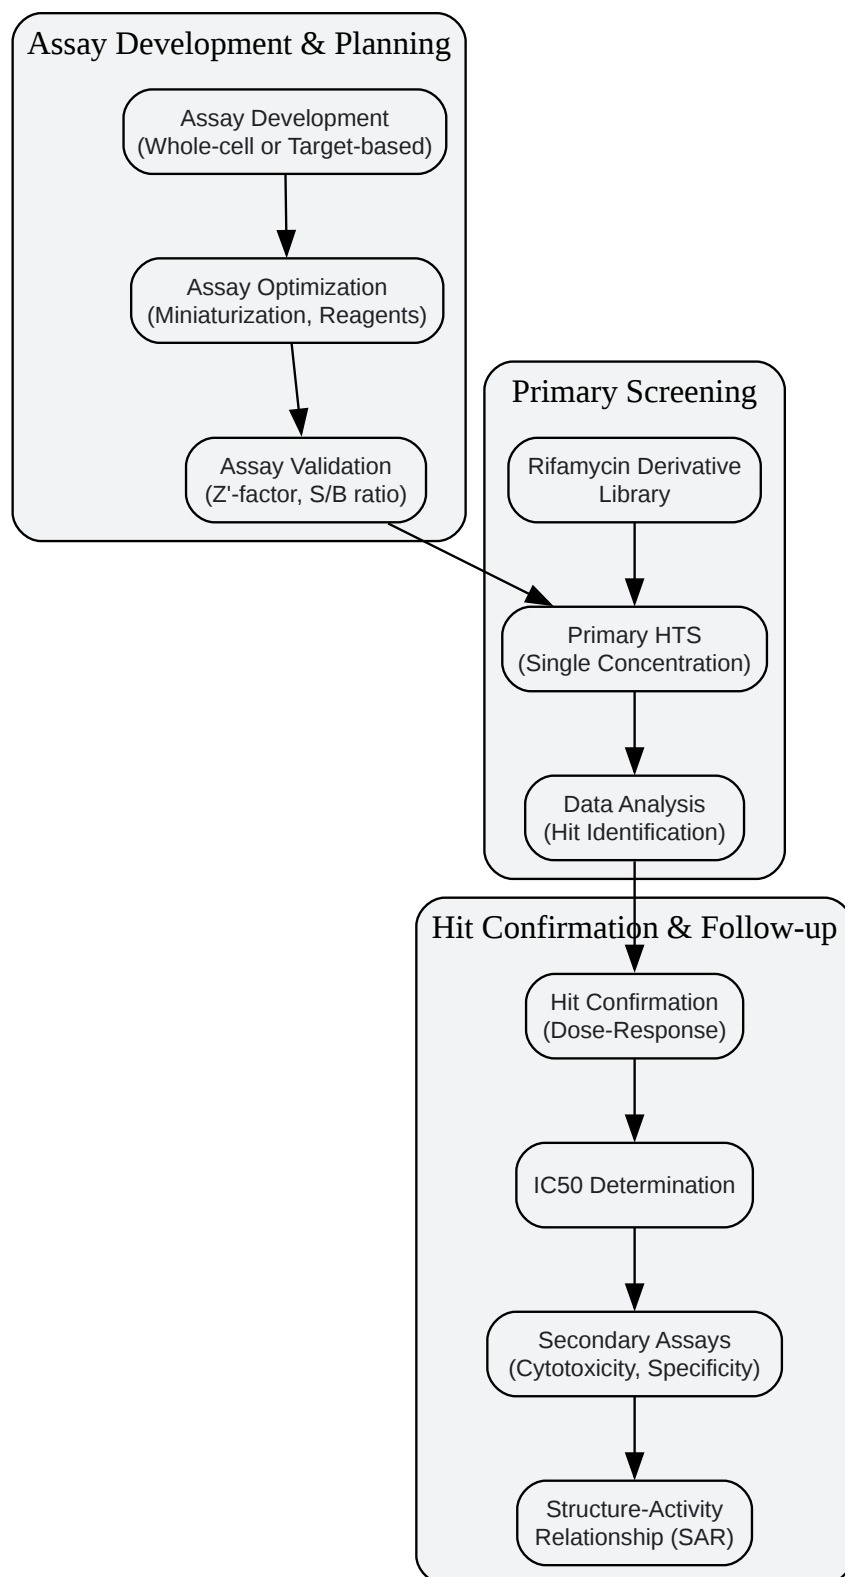 Assay Development & Planning
Assay Development
(Whole-cell or Target-based)
Assay Optimization
(Miniaturization, Reagents)
Assay Validation
(Z'-factor, S/B ratio)
Primary Screening
Rifamycin Derivative
Library
Primary HTS
(Single Concentration)
Data Analysis
(Hit Identification)
Hit Confirmation & Follow-up
Hit Confirmation
(Dose-Response)
IC50 Determination
Secondary Assays
(Cytotoxicity, Specificity)
Structure-Activity
Relationship (SAR)